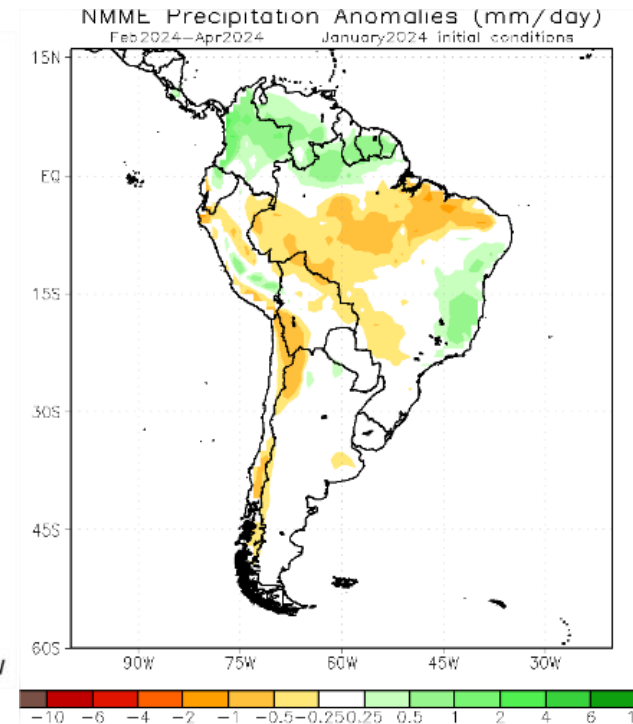 NMME Precipitation Anomalies (mm/day)
Feb2024-Apr2024 January2024 initial conditions
15N
EQ
15S
30S
45S
60S
90W 75W 60W 45W 30W
-10 -6 -4 -2 -1 -0.5 -0.25 0.25 0.5 1 2 4 6